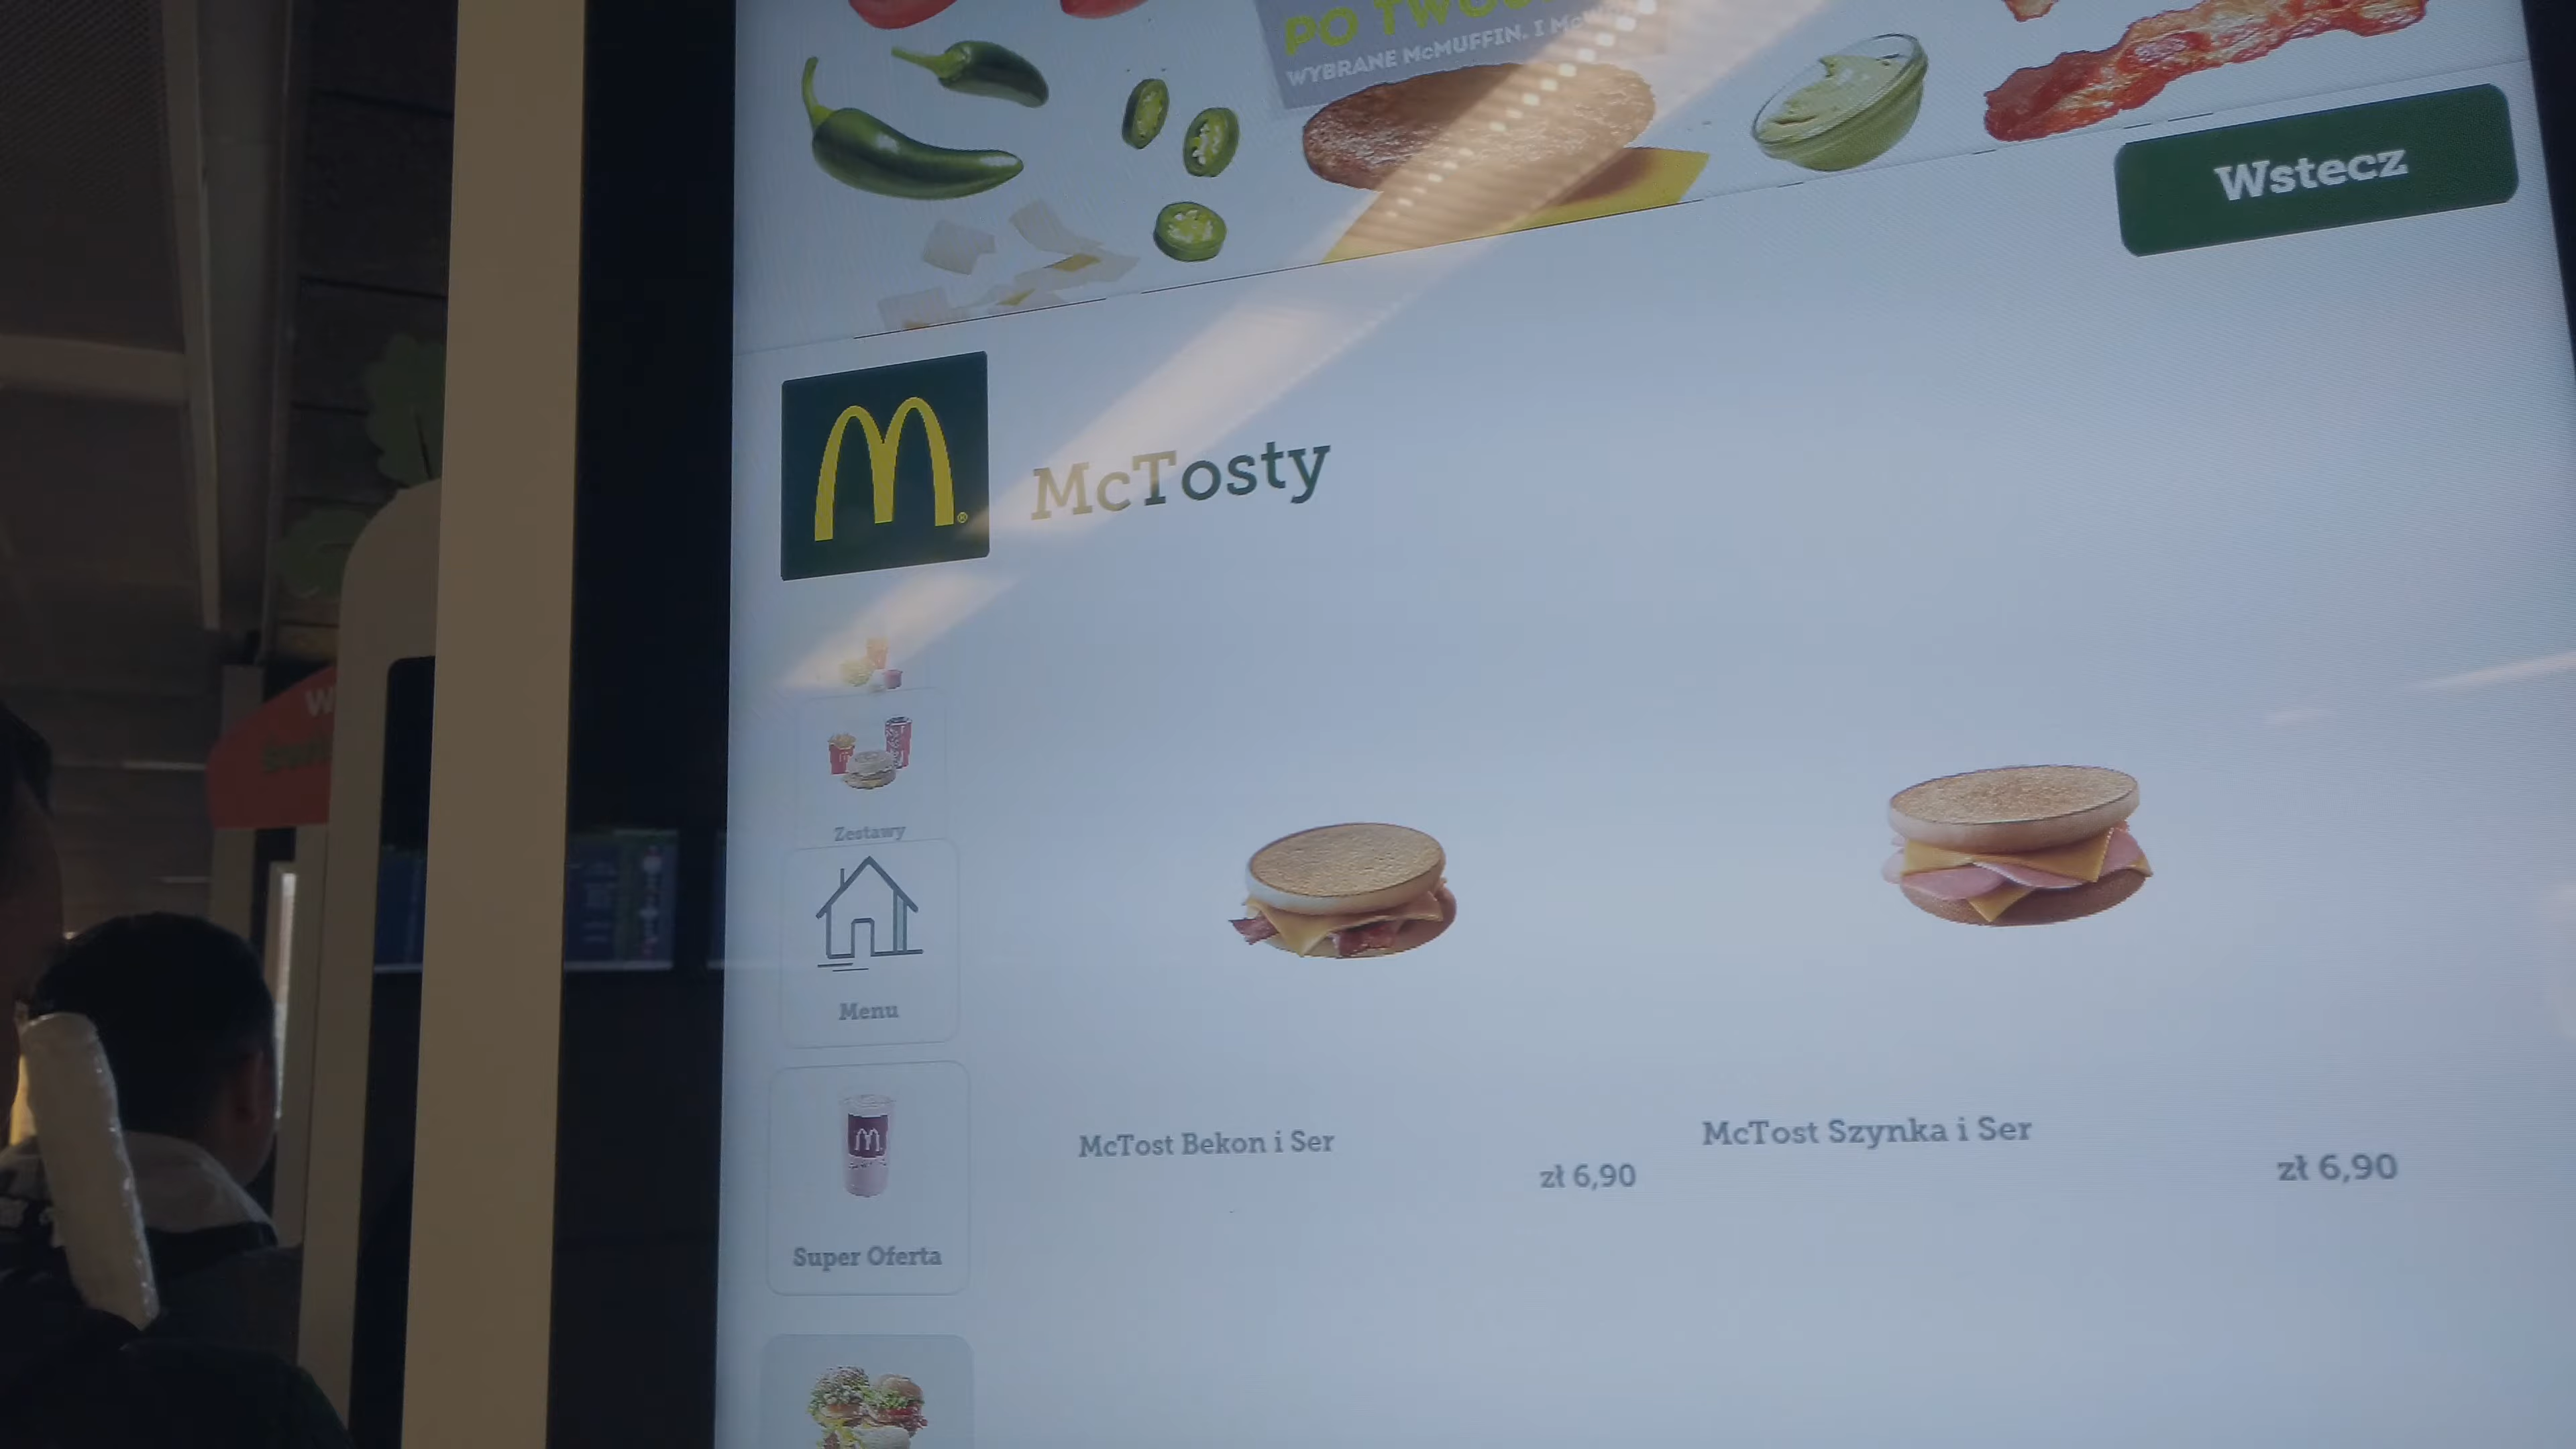 PO
WYBRANE McMUFFIN. I
Wstecz
McTosty
Zestawy
Menu
McTost Bekon i Ser
zł 6,90
McTost Szynka i Ser
zł 6,90
Super Oferta